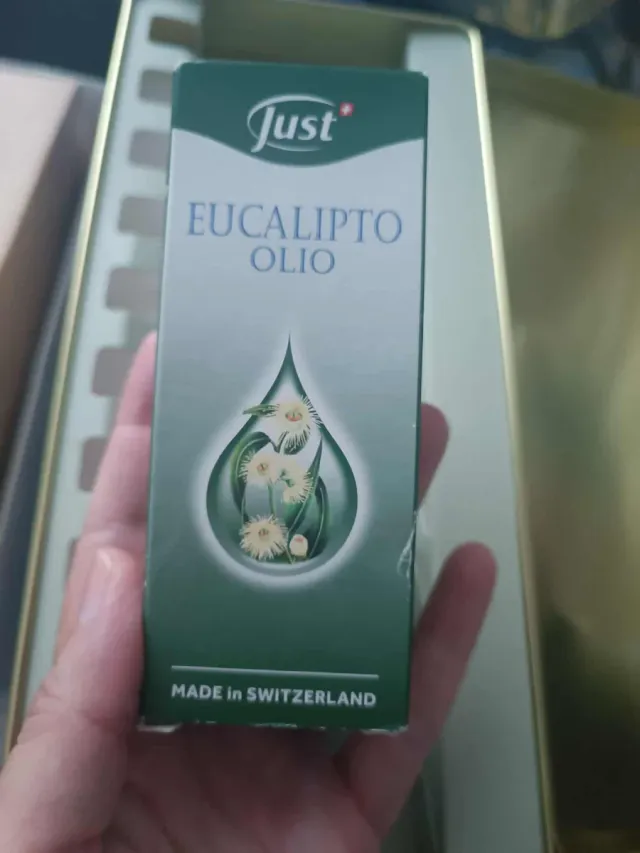 Just
EUCALIPTO
OLIO
MADE in SWITZERLAND